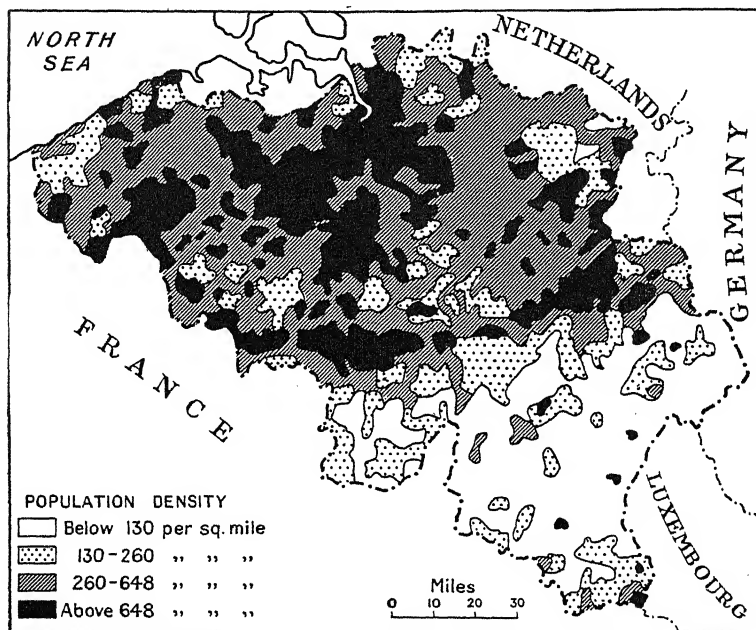 NORTH
SEA
NETHERLANDS
GERMANY
FRANCE
LUXEMBOURG
POPULATION DENSITY
Below 130 per sq. mile
130-260 ,, ,, ,,
260-648 ,, ,, ,,
Above 648 ,, ,, ,,
Miles
0 10 20 30